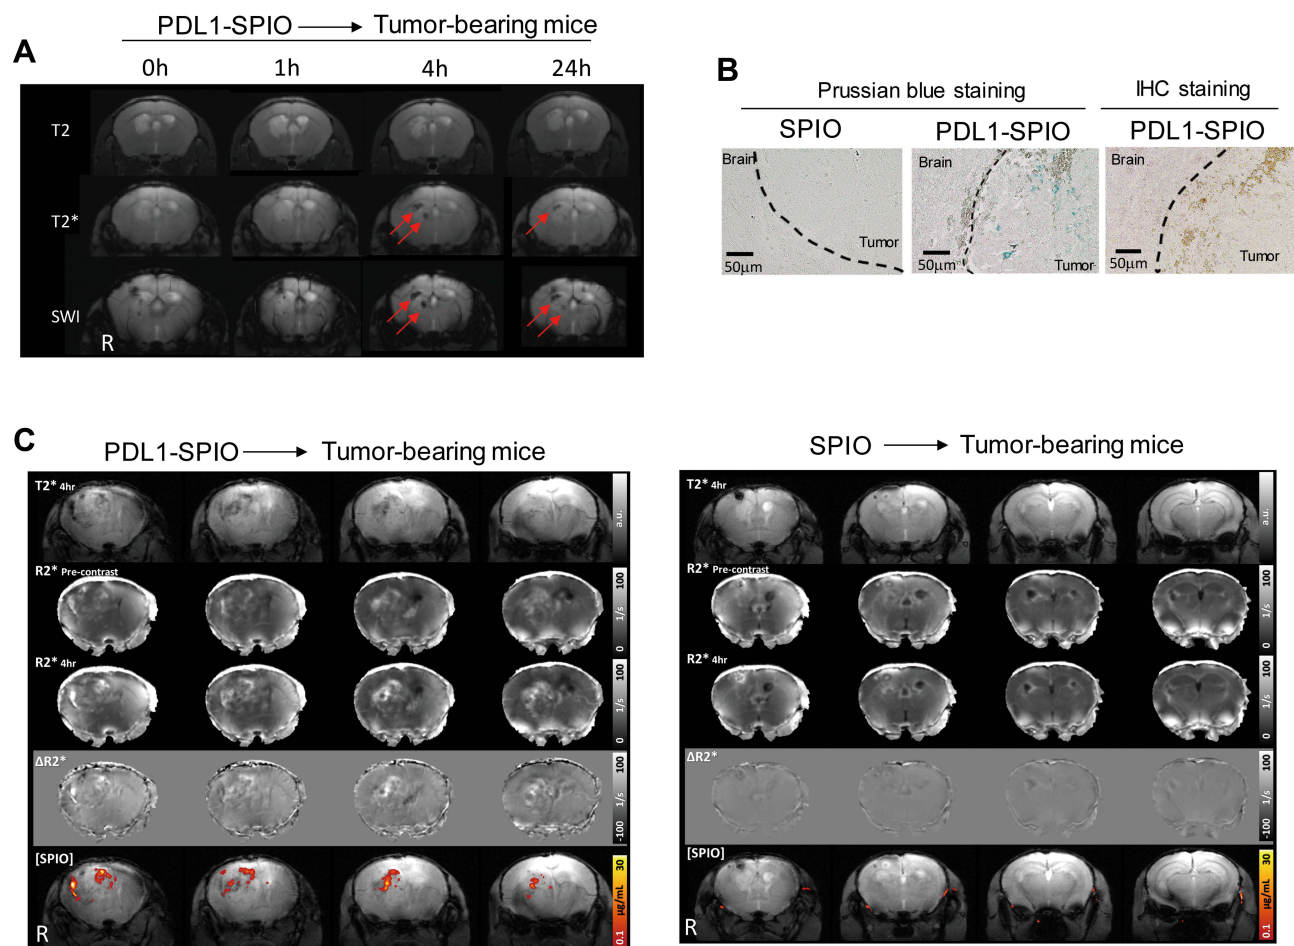 A
PDL1-SPIO → Tumor-bearing mice
0h 1h 4h 24h
T2
T2*
SWI
R
B
Prussian blue staining IHC staining
SPIO PDL1-SPIO PDL1-SPIO
Brain Brain Brain
Tumor Tumor Tumor
50μm 50μm 50μm
C
PDL1-SPIO → Tumor-bearing mice
T2* 4hr
a.u.
R2* Pre-contrast
100
1/s
0
R2* 4hr
100
1/s
0
ΔR2*
100
1/s
-100
[SPIO]
30
μg/mL
0.1
R
SPIO → Tumor-bearing mice
T2* 4hr
a.u.
R2* Pre-contrast
100
1/s
0
R2* 4hr
100
1/s
0
ΔR2*
100
1/s
-100
[SPIO]
30
μg/mL
0.1
R